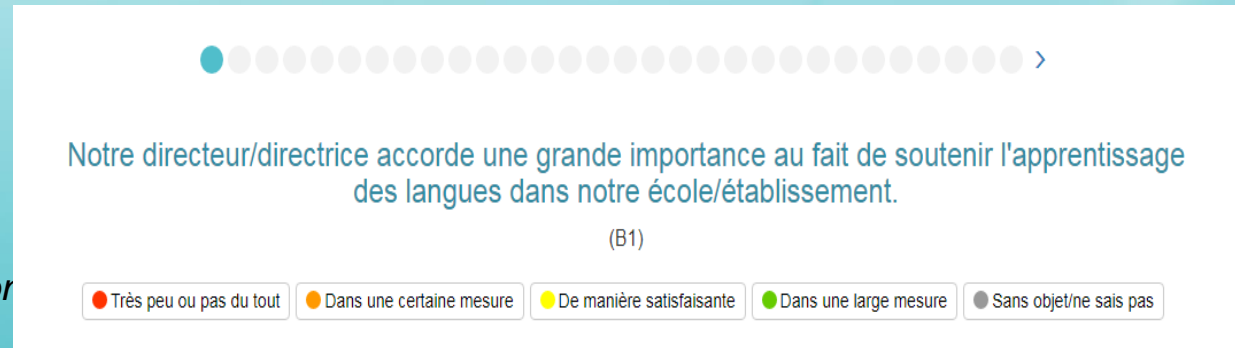 Notre directeur/directrice accorde une grande importance au fait de soutenir l'apprentissage
des langues dans notre école/établissement.
(B1)
Très peu ou pas du tout Dans une certaine mesure De manière satisfaisante Dans une large mesure Sans objet/ne sais pas